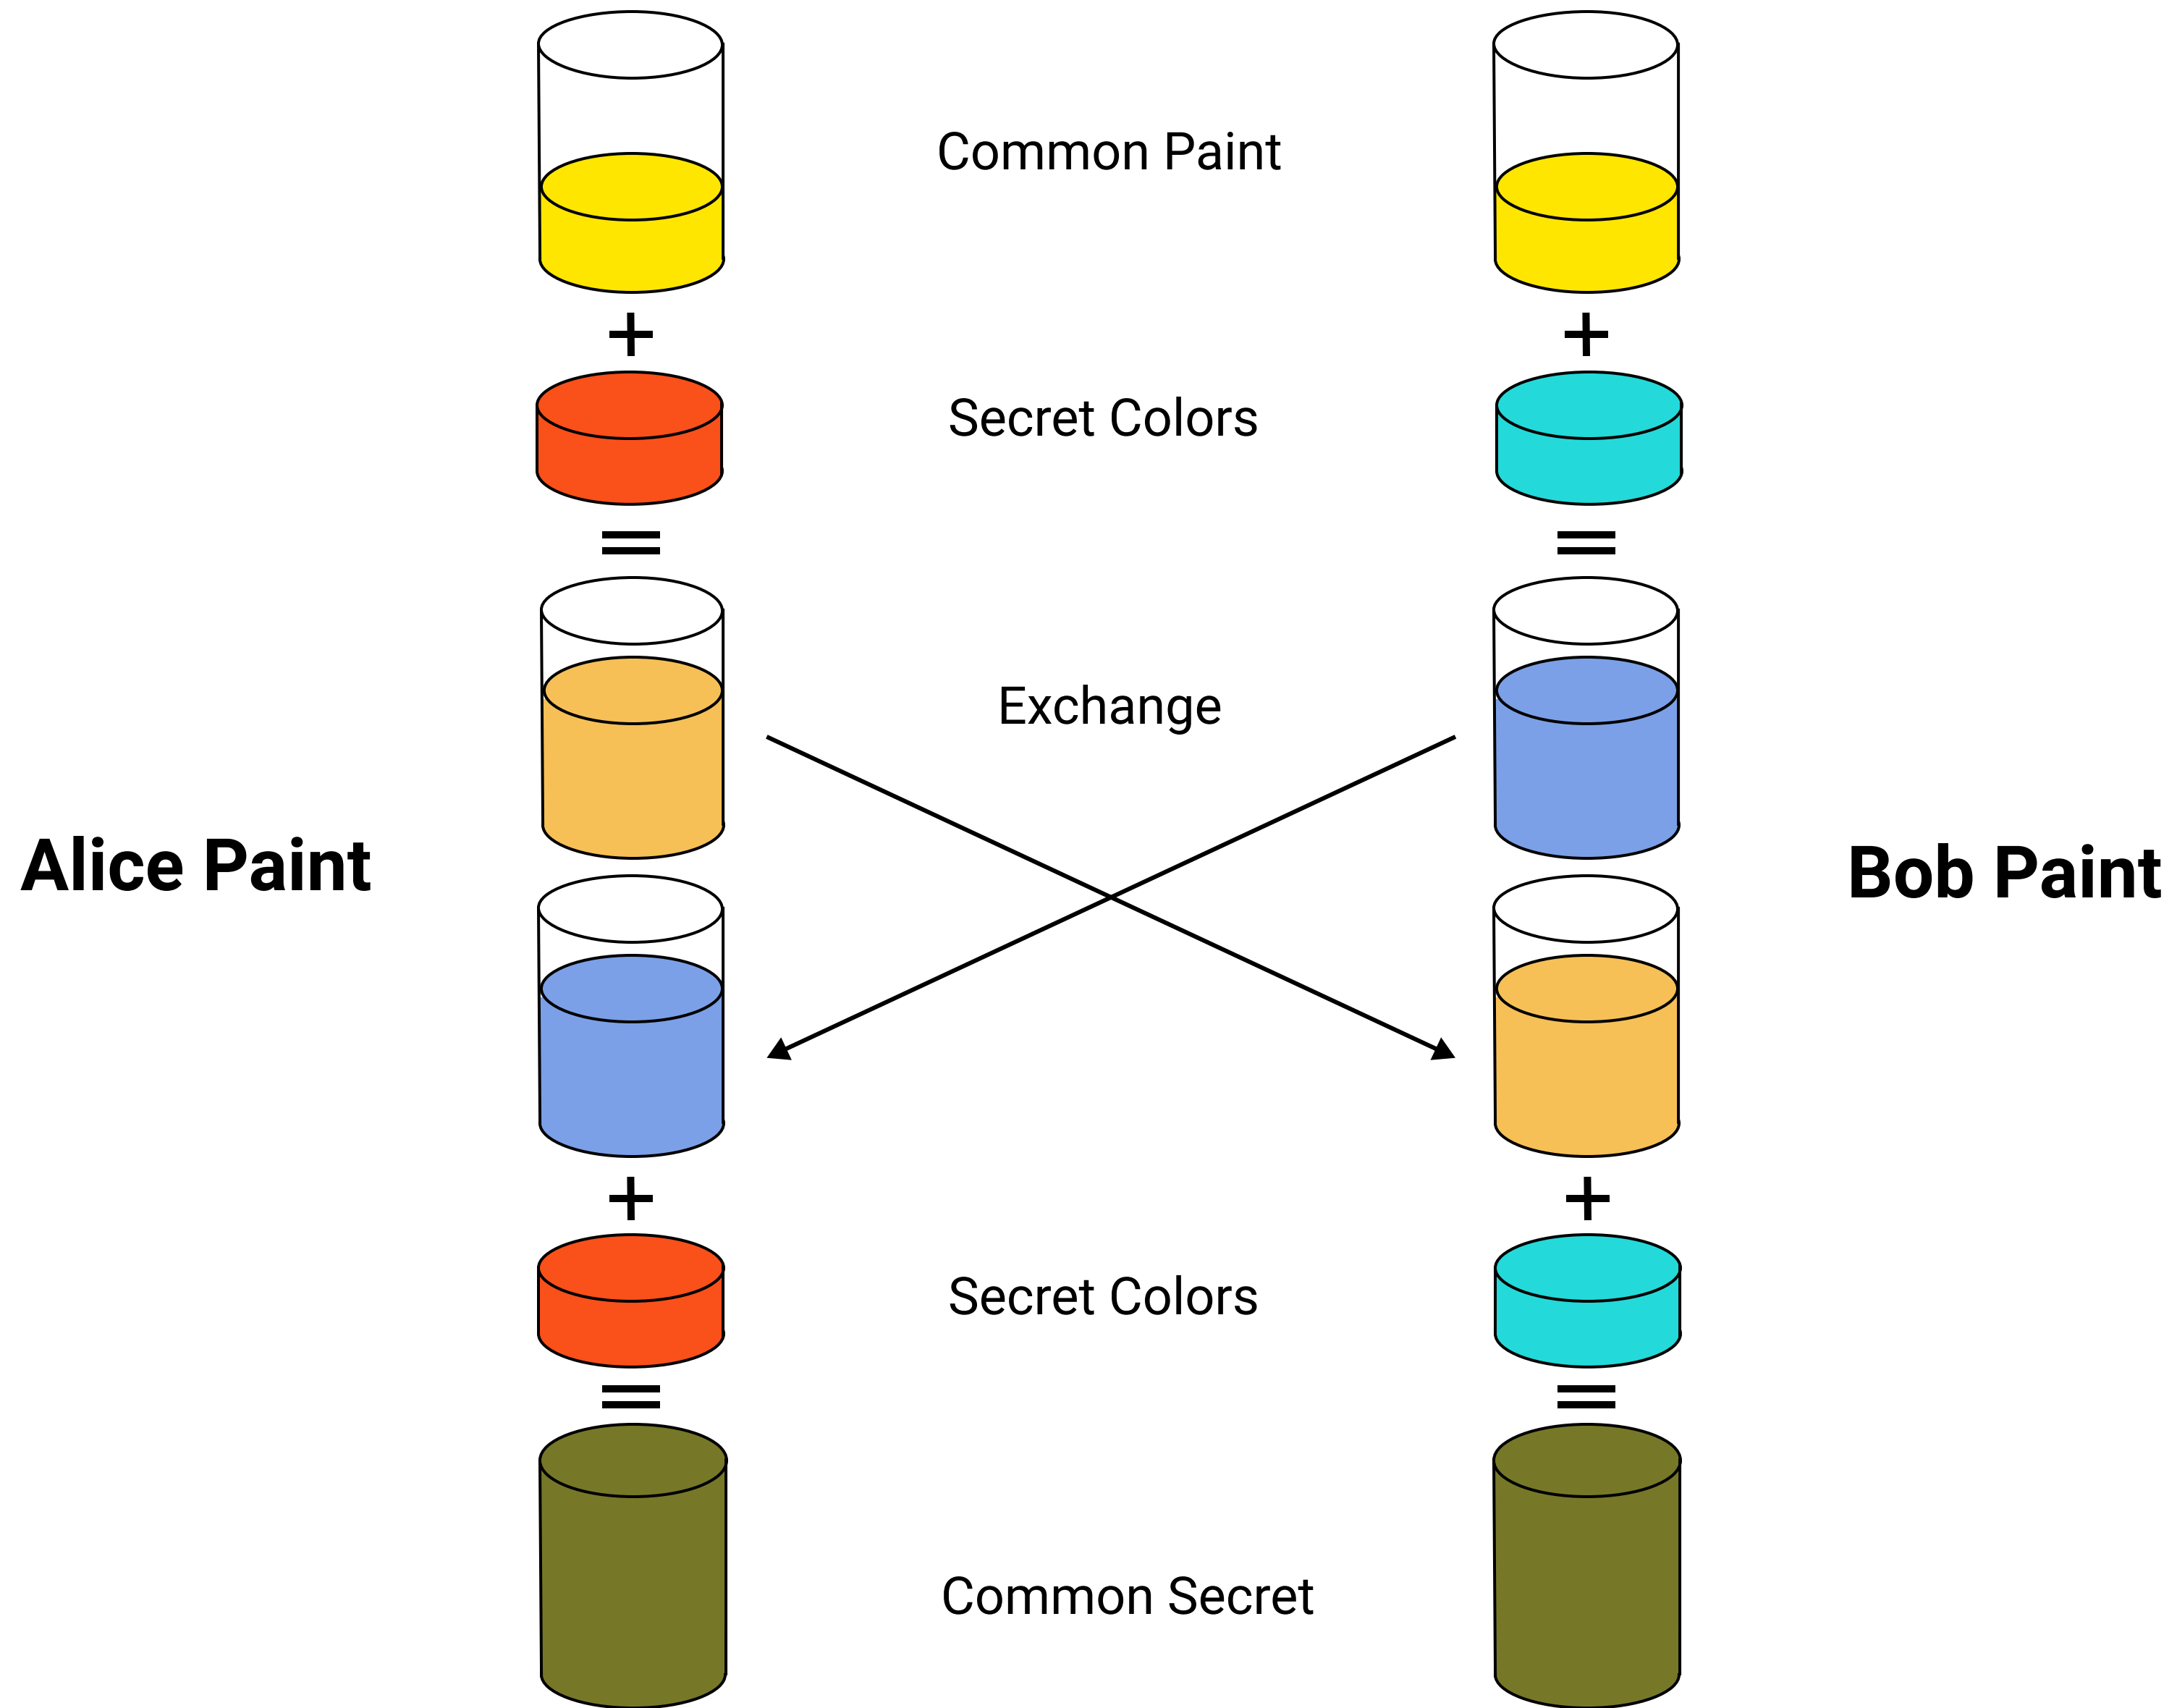 Common Paint
+
+
Secret Colors
=
=
Exchange
Alice Paint
Bob Paint
+
+
Secret Colors
=
=
Common Secret